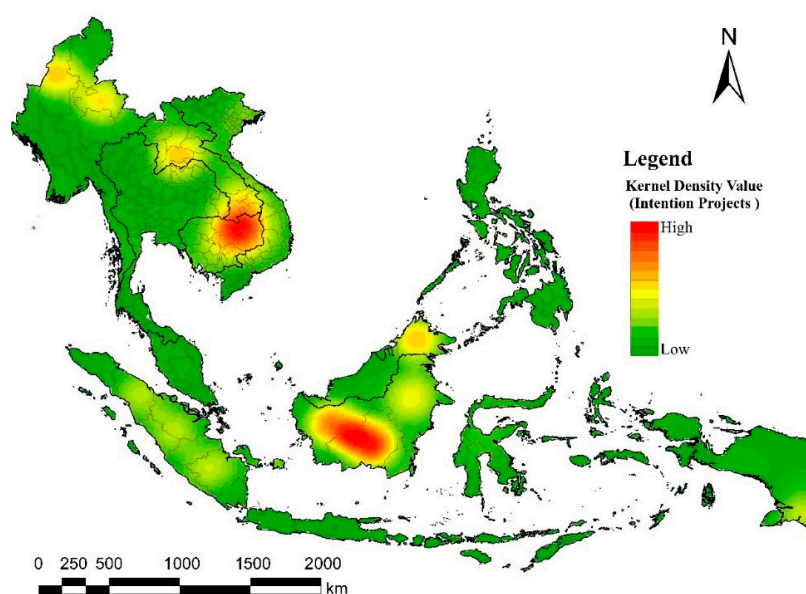 N
Legend
Kernel Density Value
(Intention Projects )
High
Low
0 250 500 1000 1500 2000
km